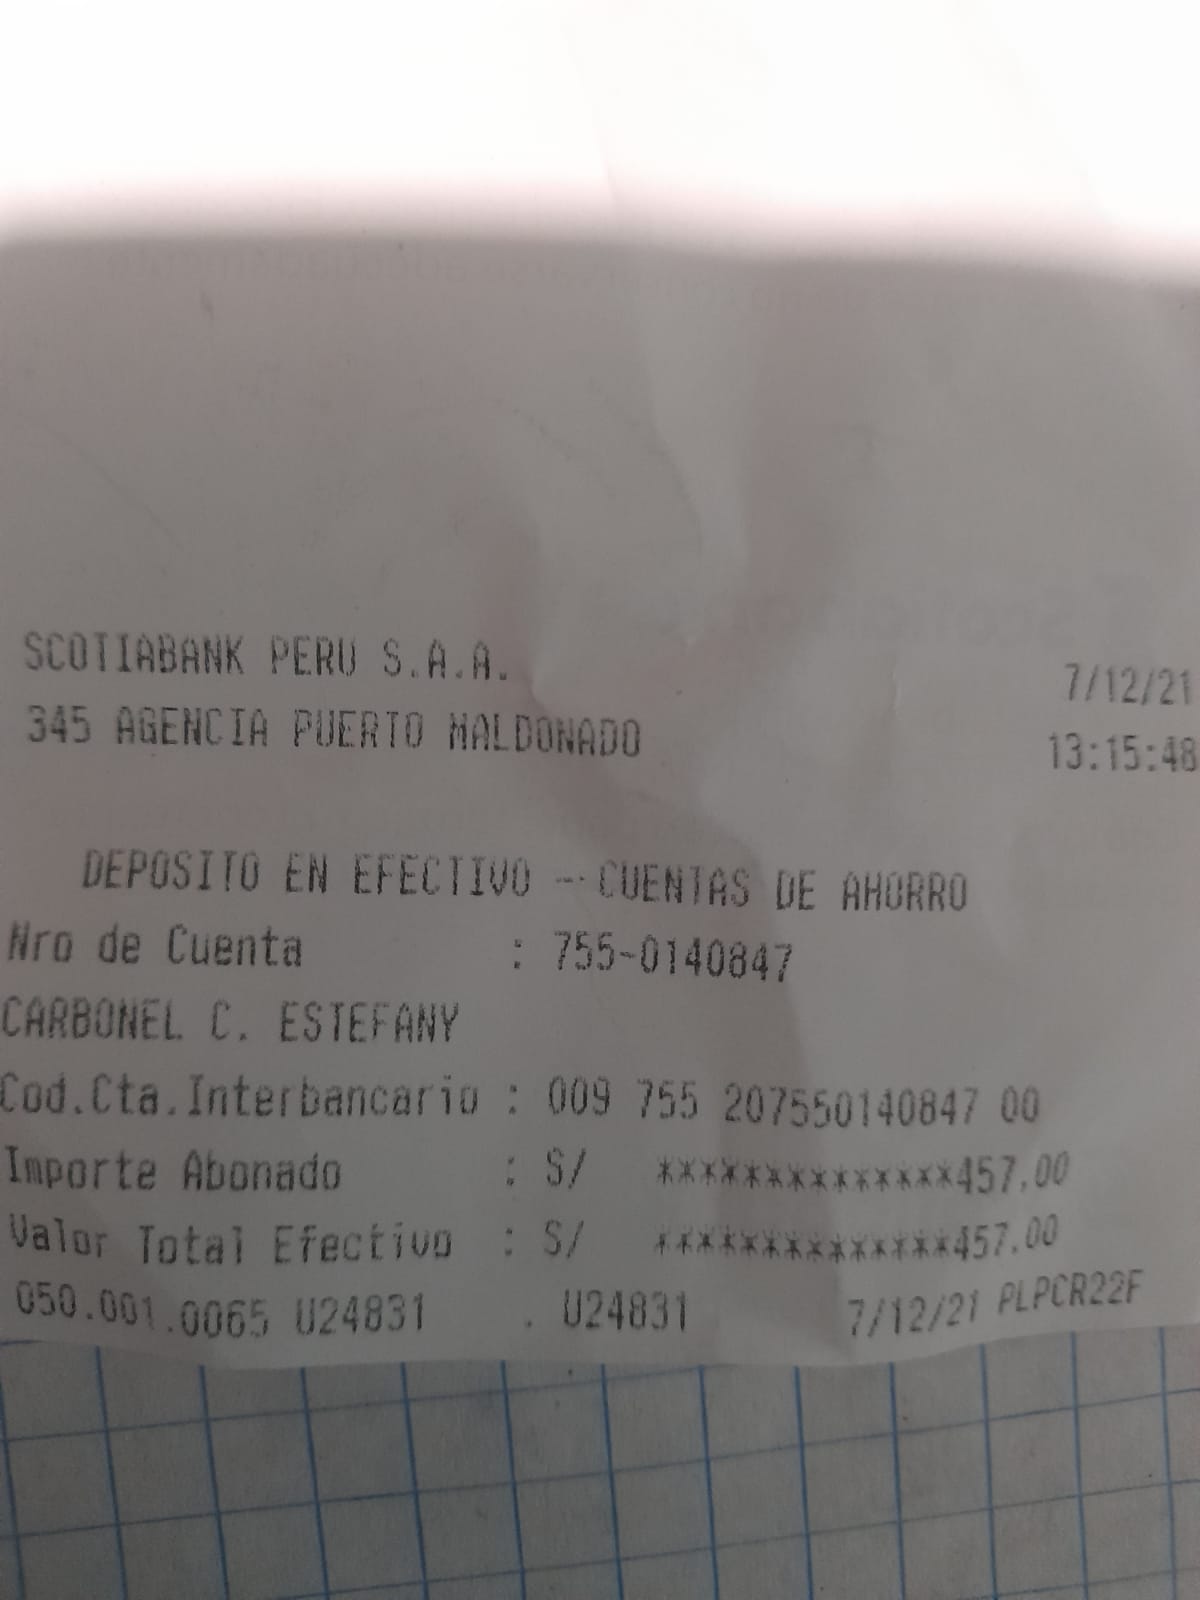 SCOTIABANK PERU S.A.A. 7/12/21
345 AGENCIA PUERTO MALDONADO 13:15:48
DEPOSITO EN EFECTIVO -- CUENTAS DE AHORRO
Nro de Cuenta : 755-0140847
CARBONEL C. ESTEFANY
Cod.Cta.Interbancario : 009 755 207550140847 00
Importe Abonado : S/ **************457.00
Valor Total Efectivo : S/ **************457.00
050.001.0065 U24831 . U24831 7/12/21 PLPCR22F